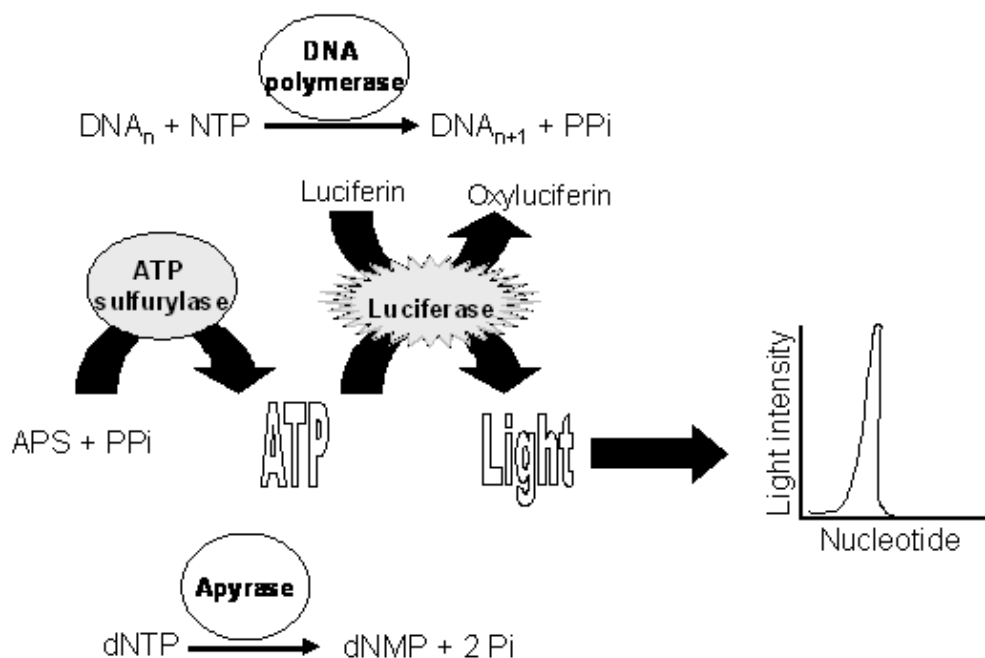 DNA
polymerase
DNAn + NTP
DNAn+1 + PPi
Luciferin
Oxyluciferin
ATP
sulfurylase
Luciferase
APS + PPi
ATP
Light
Light intensity
Nucleotide
Apyrase
dNTP
dNMP + 2 Pi